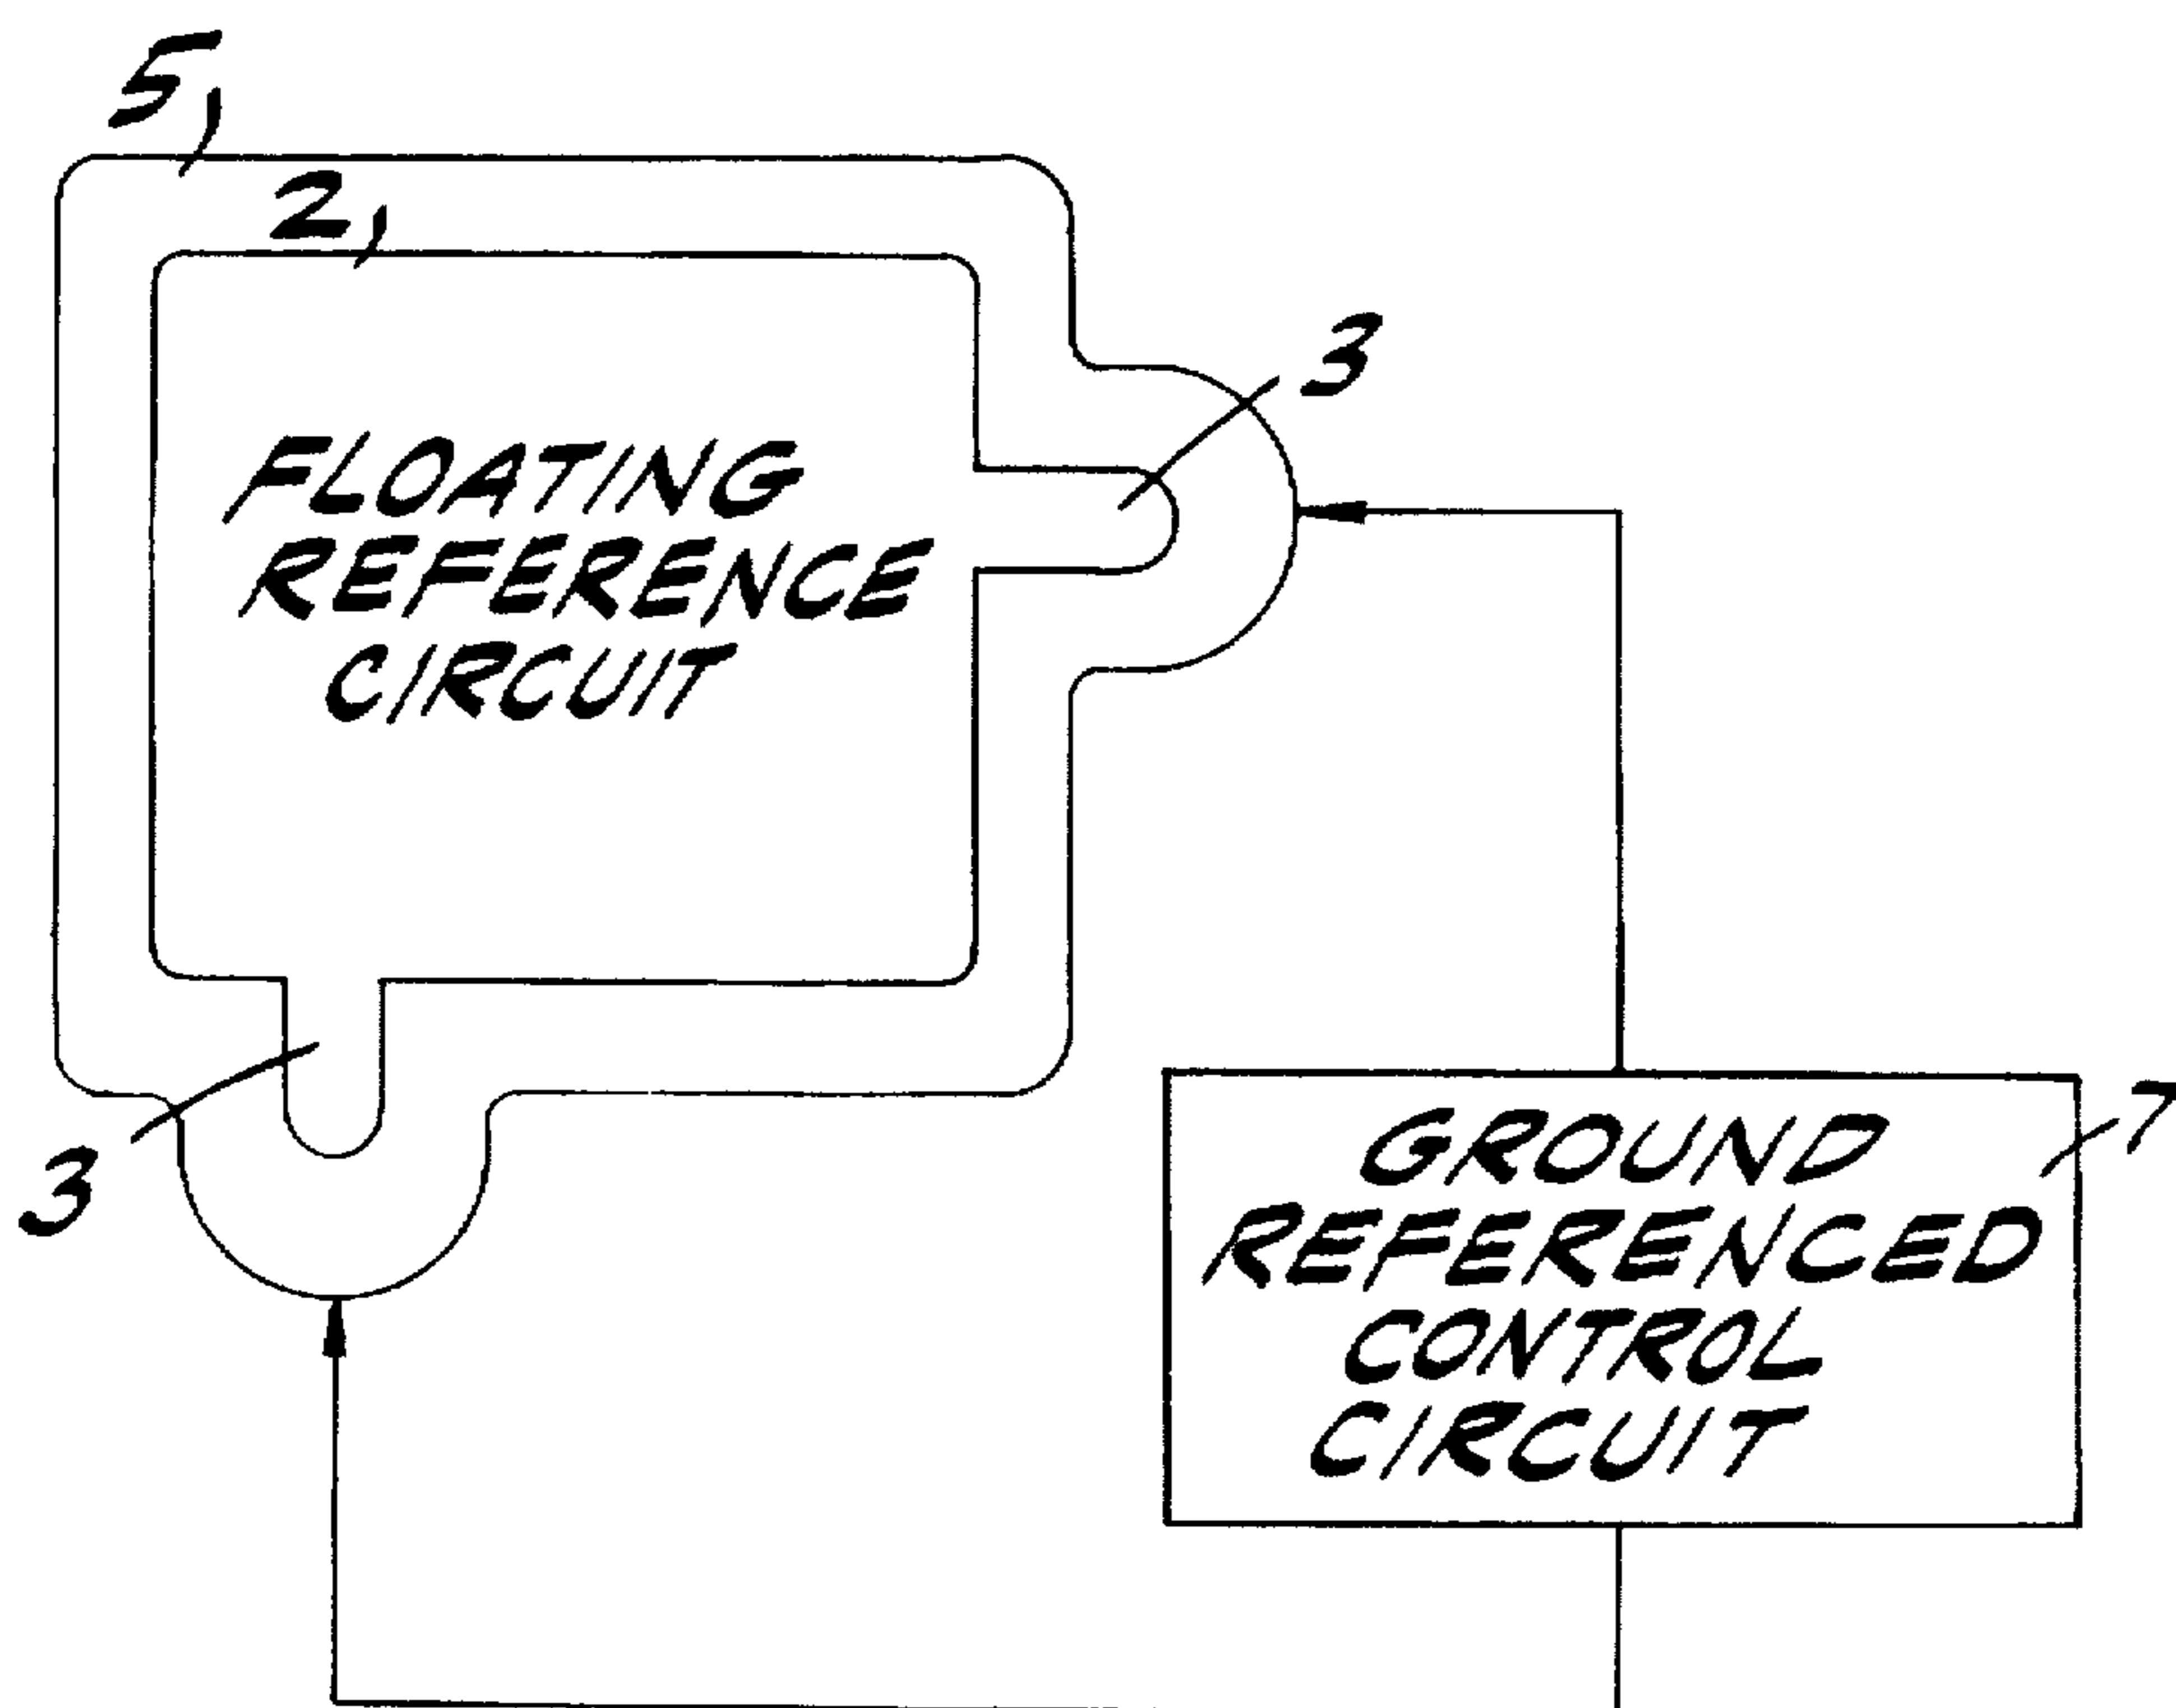 5
2
3
FLOATING
REFERENCE
CIRCUIT
3
7
GROUND
REFERENCED
CONTROL
CIRCUIT